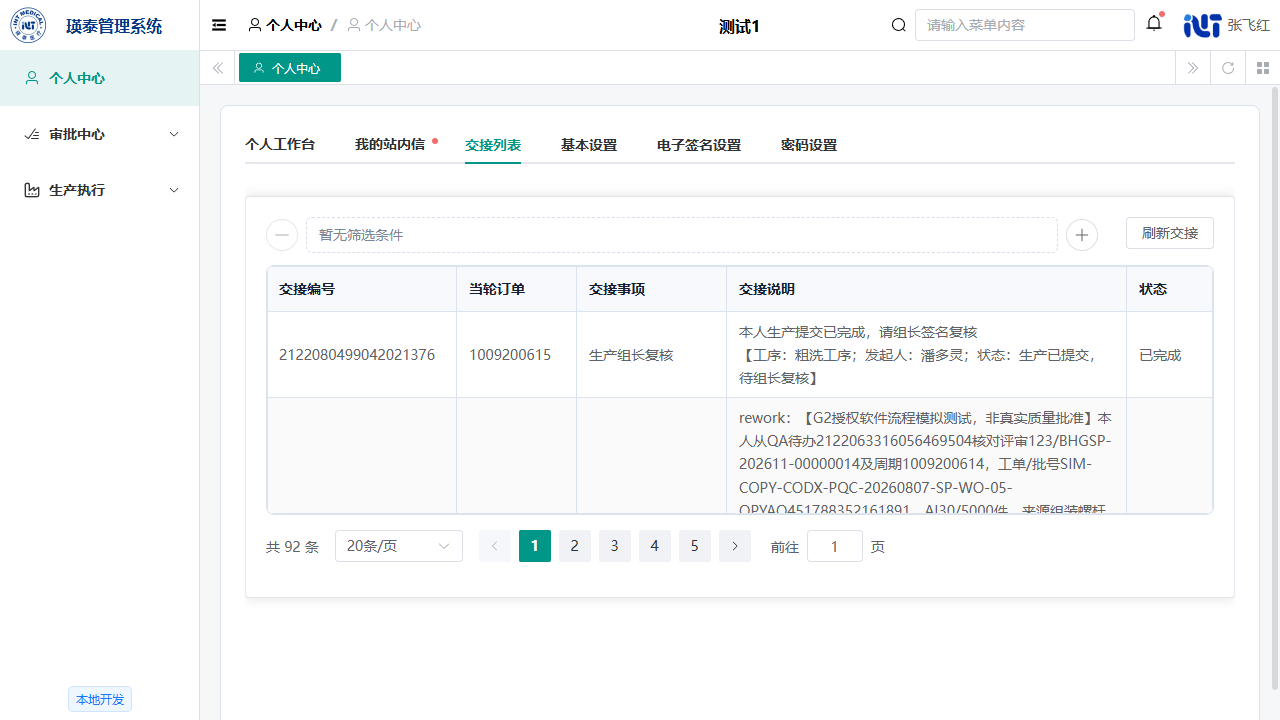 瑛泰管理系统
个人中心 / 个人中心
测试1
请输入菜单内容
张飞红
个人中心
个人中心
审批中心
生产执行
个人工作台
我的站内信
交接列表
基本设置
电子签名设置
密码设置
暂无筛选条件
刷新交接
交接编号
当轮订单
交接事项
交接说明
状态
2122080499042021376
1009200615
生产组长复核
本人生产提交已完成，请组长签名复核
【工序：粗洗工序；发起人：潘多灵；状态：生产已提交，
待组长复核】
已完成
rework：【G2授权软件流程模拟测试，非真实质量批准】本
人从QA待办2122063316056469504核对评审123/BHGSP-
202611-00000014及周期1009200614，工单/批号SIM-
COPY-CODX-PQC-20260807-SP-WO-05-
OPYAO451788352161891，AI30/5000件，来源组装螺杆
共 92 条
20条/页
1
2
3
4
5
前往
1
页
本地开发